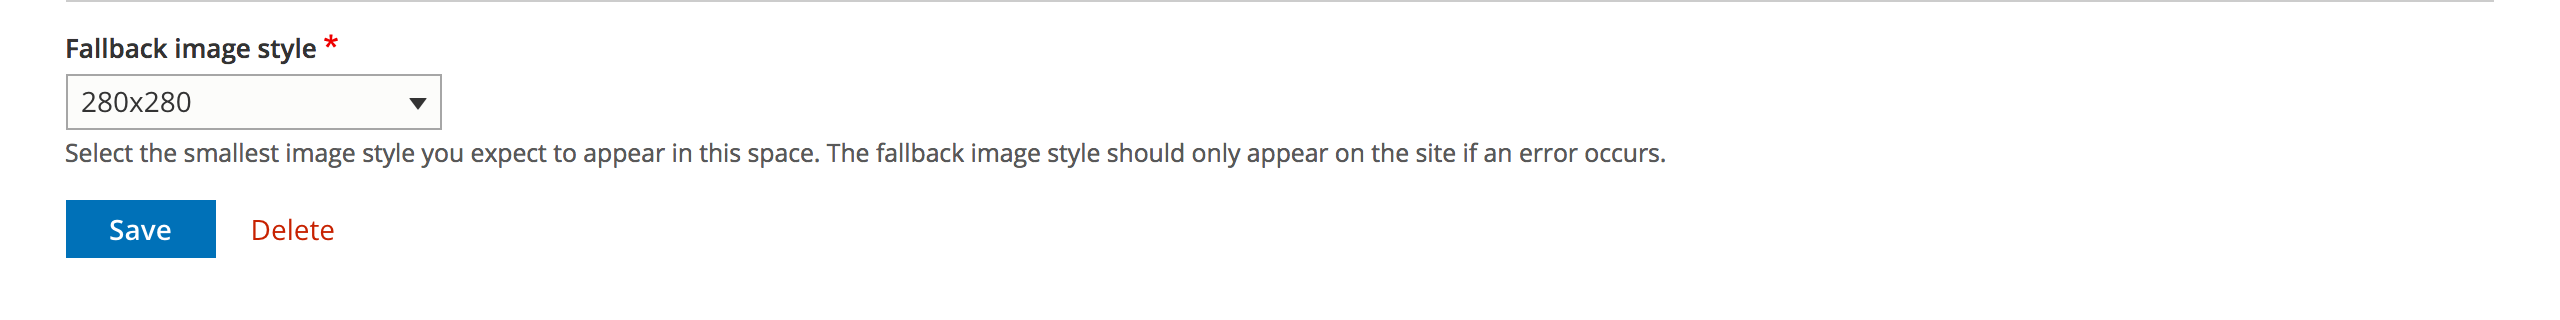 Fallback image style *
280x280
Select the smallest image style you expect to appear in this space. The fallback image style should only appear on the site if an error occurs.
Save Delete